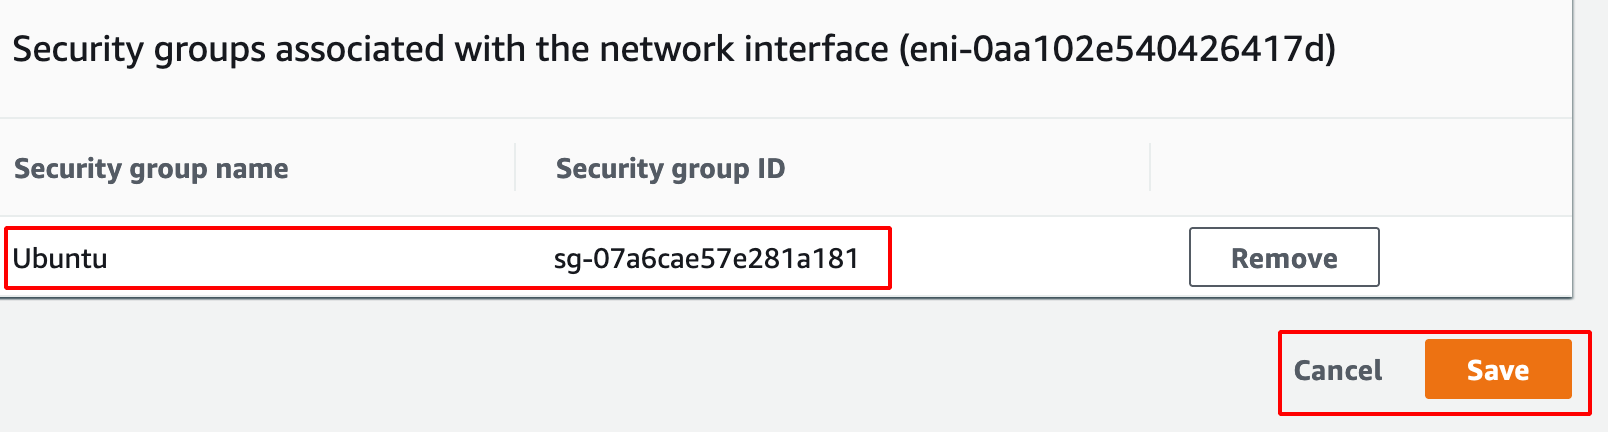 Security groups associated with the network interface (eni-0aa102e540426417d)
Security group name Security group ID
Ubuntu sg-07a6cae57e281a181 Remove
Cancel Save